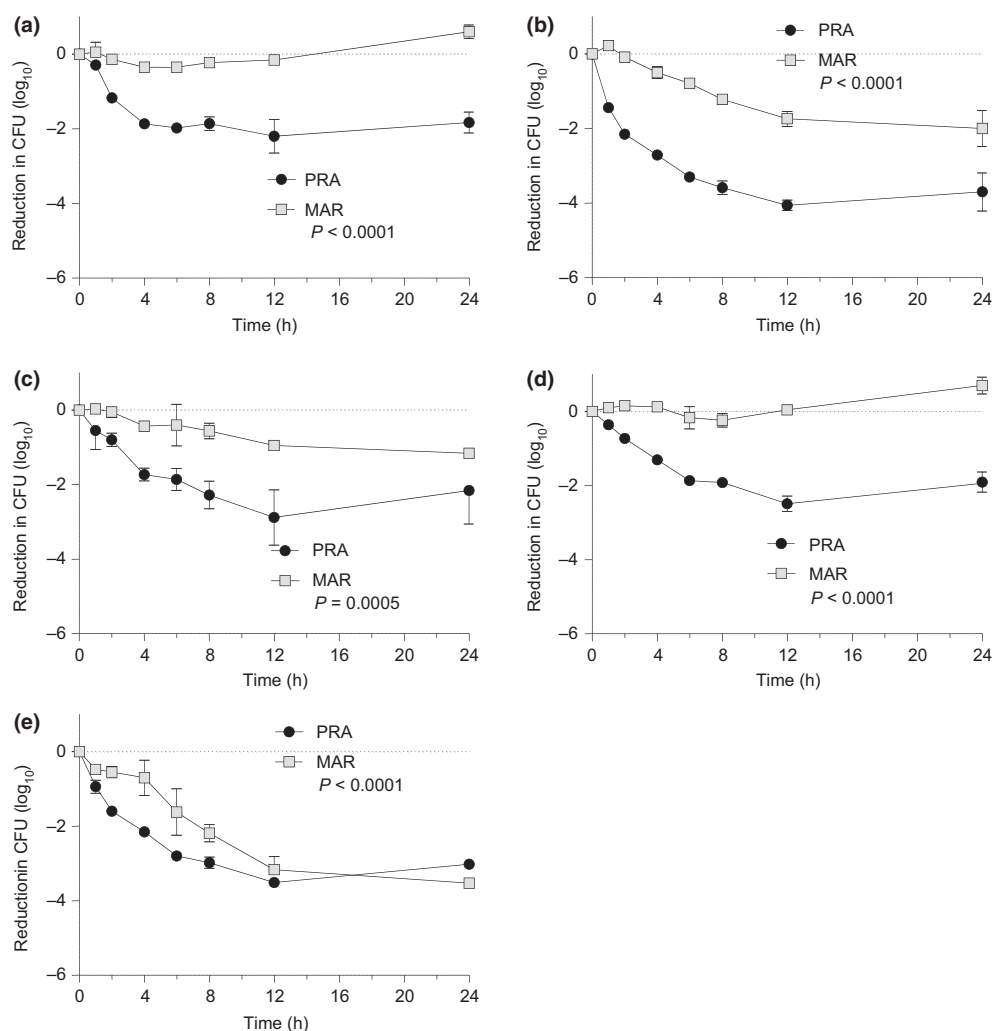 (a)
0
–2
–4
–6
Reduction in CFU (log10)
PRA
MAR
P < 0.0001
0 4 8 12 16 20 24
Time (h)
(b)
0
–2
–4
–6
Reduction in CFU (log10)
PRA
MAR
P < 0.0001
0 4 8 12 16 20 24
Time (h)
(c)
0
–2
–4
–6
Reduction in CFU (log10)
PRA
MAR
P = 0.0005
0 4 8 12 16 20 24
Time (h)
(d)
0
–2
–4
–6
Reduction in CFU (log10)
PRA
MAR
P < 0.0001
0 4 8 12 16 20 24
Time (h)
(e)
0
–2
–4
–6
Reductionin CFU (log10)
PRA
MAR
P < 0.0001
0 4 8 12 16 20 24
Time (h)